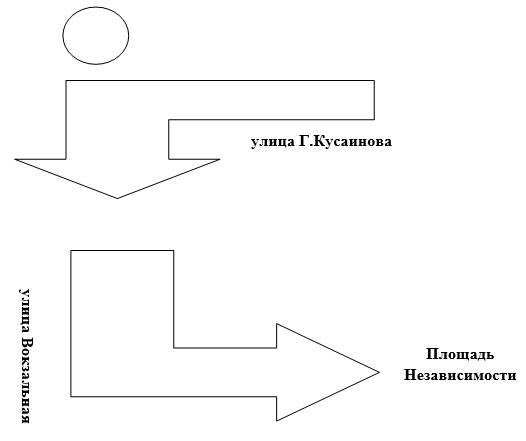 улица Г.Кусаинова
улица Вокзальная
Площадь
Независимости